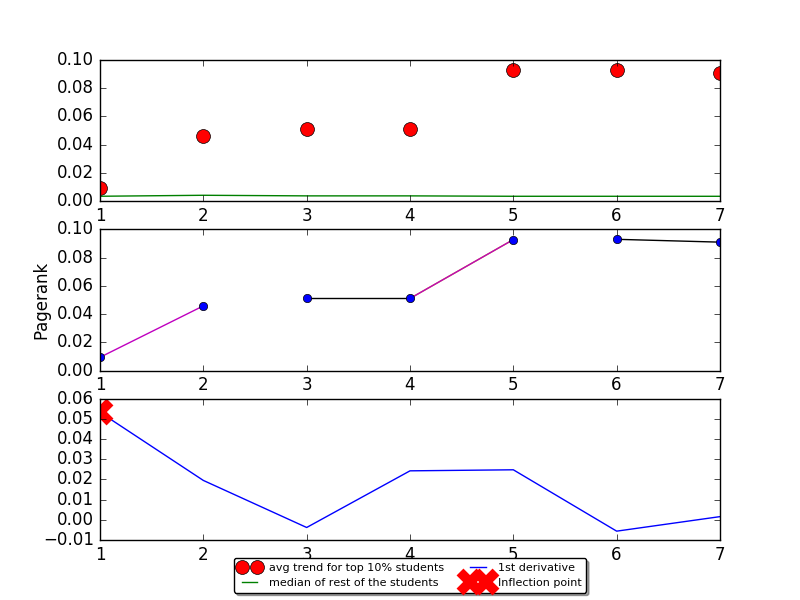 0.10
0.08
0.06
0.04
0.02
0.00
1 2 3 4 5 6 7
0.10
0.08
0.06
0.04
0.02
0.00
Pagerank
1 2 3 4 5 6 7
0.06
0.05
0.04
0.03
0.02
0.01
0.00
−0.01
1 2 3 4 5 6 7
avg trend for top 10% students
median of rest of the students
1st derivative
Inflection point